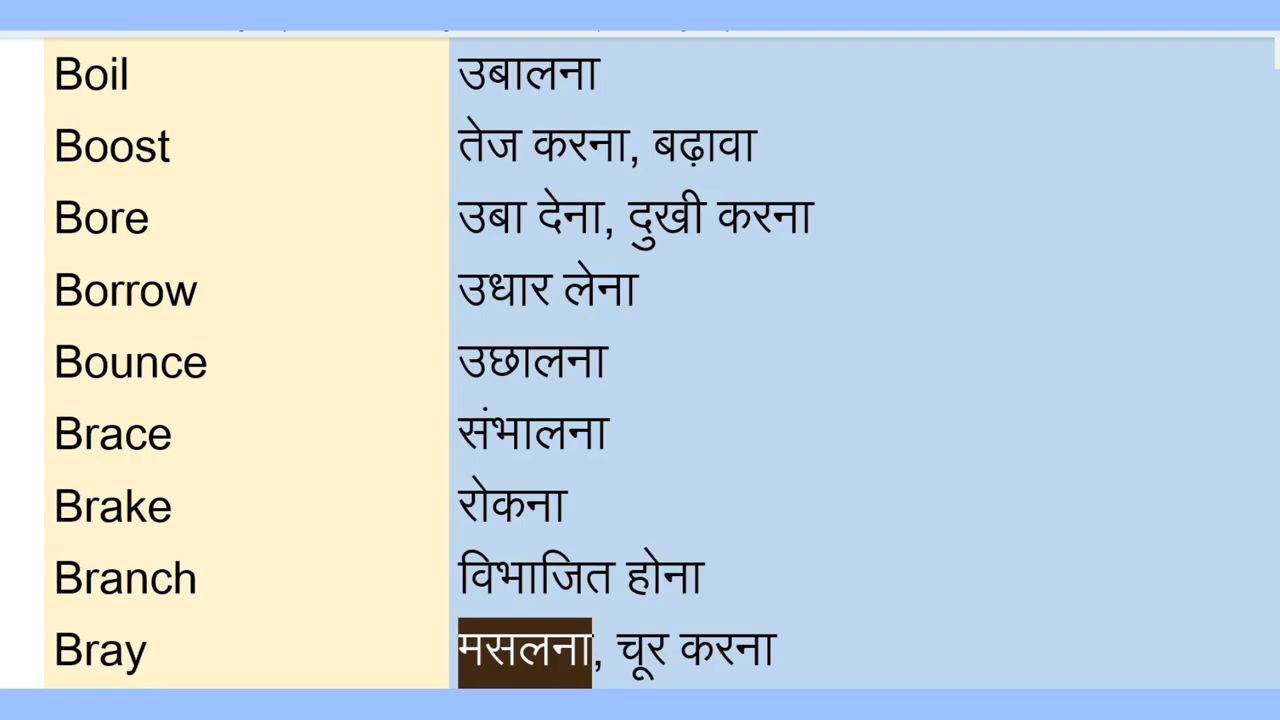 Boil उबालना
Boost तेज करना, बढ़ावा
Bore उबा देना, दुखी करना
Borrow उधार लेना
Bounce उछालना
Brace संभालना
Brake रोकना
Branch विभाजित होना
Bray मसलना, चूर करना